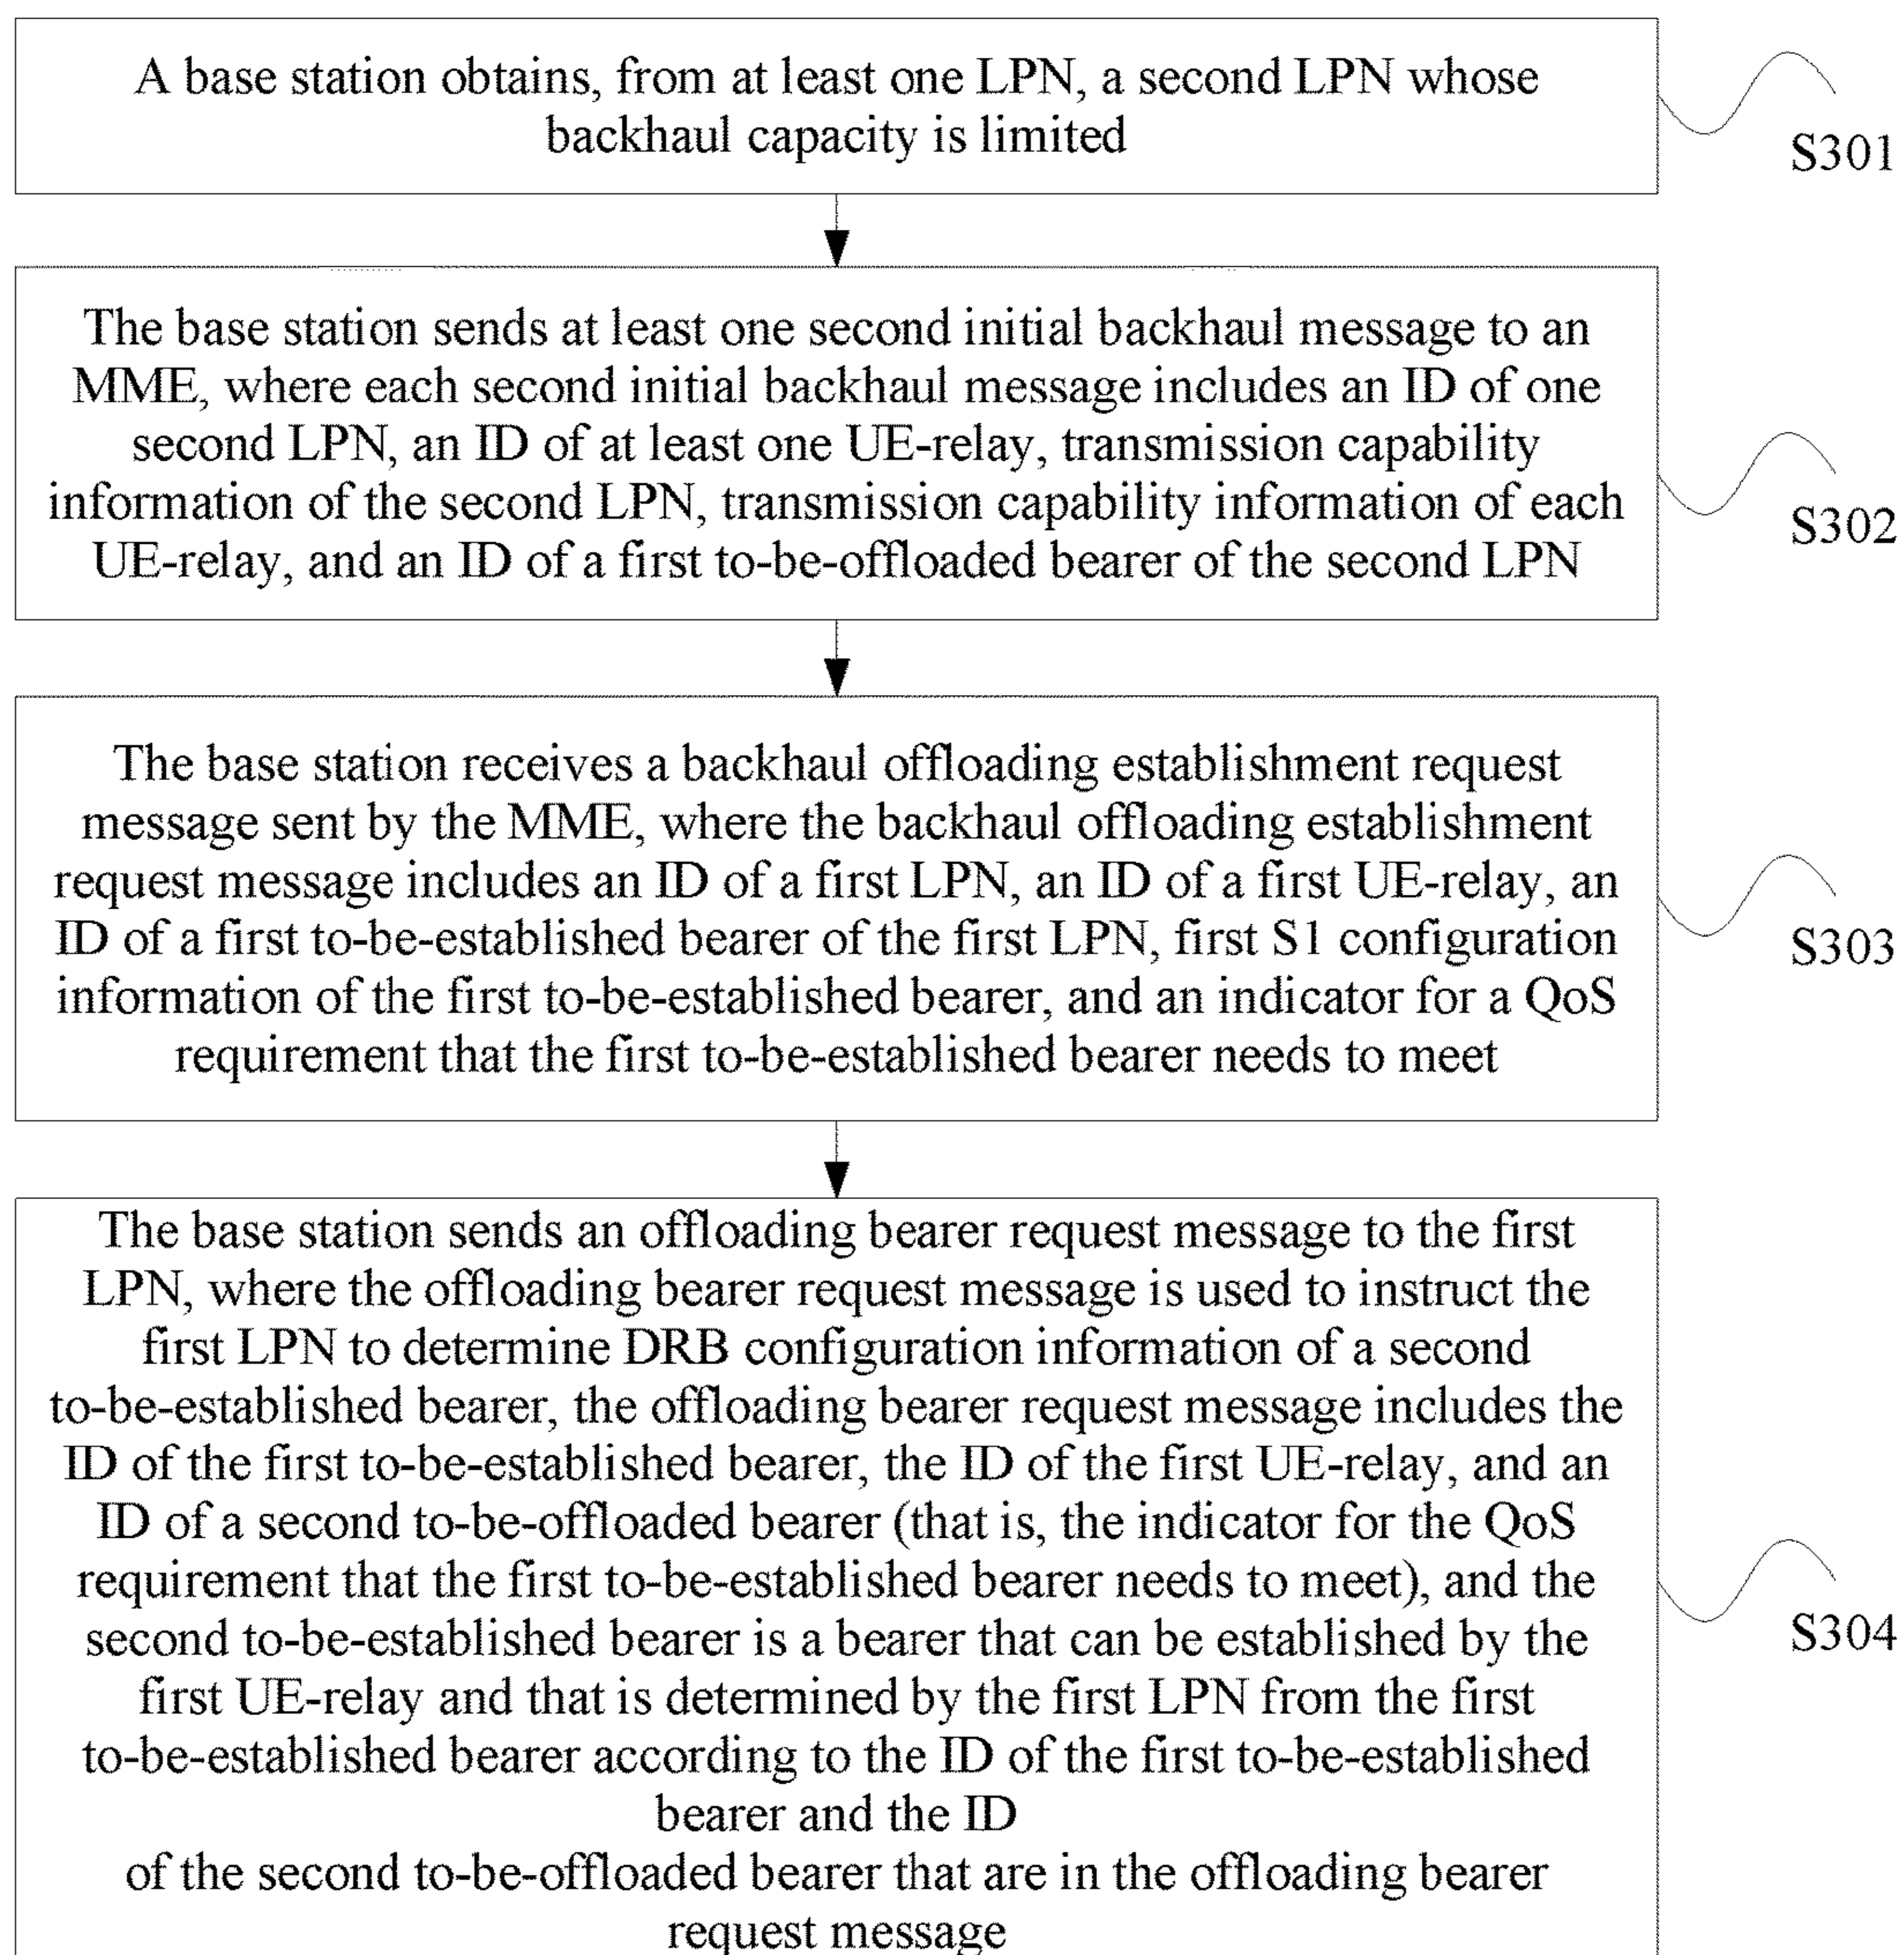 A base station obtains, from at least one LPN, a second LPN whose
backhaul capacity is limited
S301
The base station sends at least one second initial backhaul message to an
MME, where each second initial backhaul message includes an ID of one
second LPN, an ID of at least one UE-relay, transmission capability
information of the second LPN, transmission capability information of each
UE-relay, and an ID of a first to-be-offloaded bearer of the second LPN
S302
The base station receives a backhaul offloading establishment request
message sent by the MME, where the backhaul offloading establishment
request message includes an ID of a first LPN, an ID of a first UE-relay, an
ID of a first to-be-established bearer of the first LPN, first S1 configuration
information of the first to-be-established bearer, and an indicator for a QoS
requirement that the first to-be-established bearer needs to meet
S303
The base station sends an offloading bearer request message to the first
LPN, where the offloading bearer request message is used to instruct the
first LPN to determine DRB configuration information of a second
to-be-established bearer, the offloading bearer request message includes the
ID of the first to-be-established bearer, the ID of the first UE-relay, and an
ID of a second to-be-offloaded bearer (that is, the indicator for the QoS
requirement that the first to-be-established bearer needs to meet), and the
second to-be-established bearer is a bearer that can be established by the
first UE-relay and that is determined by the first LPN from the first
to-be-established bearer according to the ID of the first to-be-established
bearer and the ID
of the second to-be-offloaded bearer that are in the offloading bearer
request message
S304